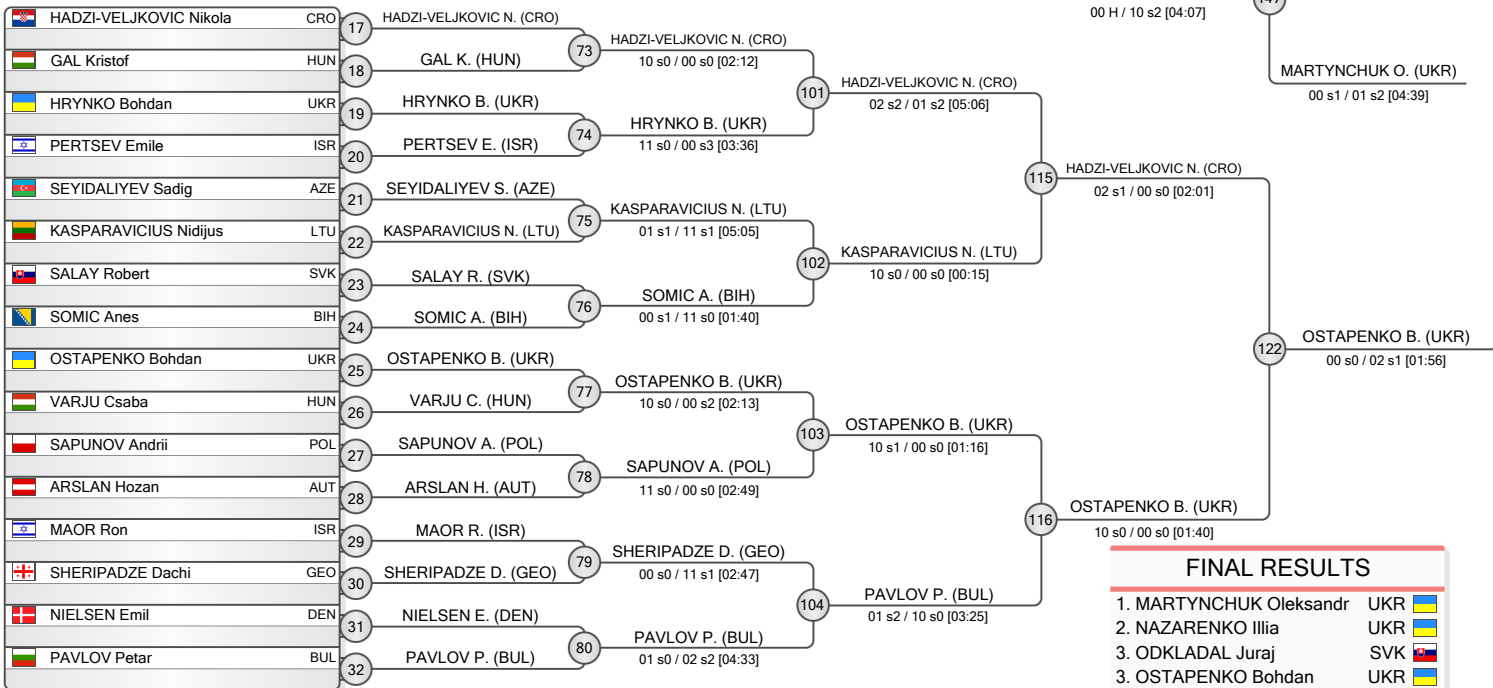 HADZI-VELJKOVIC Nikola CRO
GAL Kristof HUN
HRYNKO Bohdan UKR
PERTSEV Emile ISR
SEYIDALIYEV Sadig AZE
KASPARAVICIUS Nidijus LTU
SALAY Robert SVK
SOMIC Anes BIH
OSTAPENKO Bohdan UKR
VARJU Csaba HUN
SAPUNOV Andrii POL
ARSLAN Hozan AUT
MAOR Ron ISR
SHERIPADZE Dachi GEO
NIELSEN Emil DEN
PAVLOV Petar BUL
17
18
19
20
21
22
23
24
25
26
27
28
29
30
31
32
HADZI-VELJKOVIC N. (CRO)
GAL K. (HUN)
HRYNKO B. (UKR)
PERTSEV E. (ISR)
SEYIDALIYEV S. (AZE)
KASPARAVICIUS N. (LTU)
SALAY R. (SVK)
SOMIC A. (BIH)
OSTAPENKO B. (UKR)
VARJU C. (HUN)
SAPUNOV A. (POL)
ARSLAN H. (AUT)
MAOR R. (ISR)
SHERIPADZE D. (GEO)
NIELSEN E. (DEN)
PAVLOV P. (BUL)
73
74
75
76
77
78
79
80
HADZI-VELJKOVIC N. (CRO)
10 s0 / 00 s0 [02:12]
HRYNKO B. (UKR)
11 s0 / 00 s3 [03:36]
KASPARAVICIUS N. (LTU)
01 s1 / 11 s1 [05:05]
SOMIC A. (BIH)
00 s1 / 11 s0 [01:40]
OSTAPENKO B. (UKR)
10 s0 / 00 s2 [02:13]
SAPUNOV A. (POL)
11 s0 / 00 s0 [02:49]
SHERIPADZE D. (GEO)
00 s0 / 11 s1 [02:47]
PAVLOV P. (BUL)
01 s0 / 02 s2 [04:33]
101
102
103
104
HADZI-VELJKOVIC N. (CRO)
02 s2 / 01 s2 [05:06]
KASPARAVICIUS N. (LTU)
10 s0 / 00 s0 [00:15]
OSTAPENKO B. (UKR)
10 s1 / 00 s0 [01:16]
PAVLOV P. (BUL)
01 s2 / 10 s0 [03:25]
115
116
HADZI-VELJKOVIC N. (CRO)
02 s1 / 00 s0 [02:01]
OSTAPENKO B. (UKR)
10 s0 / 00 s0 [01:40]
122
OSTAPENKO B. (UKR)
00 s0 / 02 s1 [01:56]
00 H / 10 s2 [04:07]
MARTYNCHUK O. (UKR)
00 s1 / 01 s2 [04:39]
FINAL RESULTS
1. MARTYNCHUK Oleksandr UKR
2. NAZARENKO Illia UKR
3. ODKLADAL Juraj SVK
3. OSTAPENKO Bohdan UKR